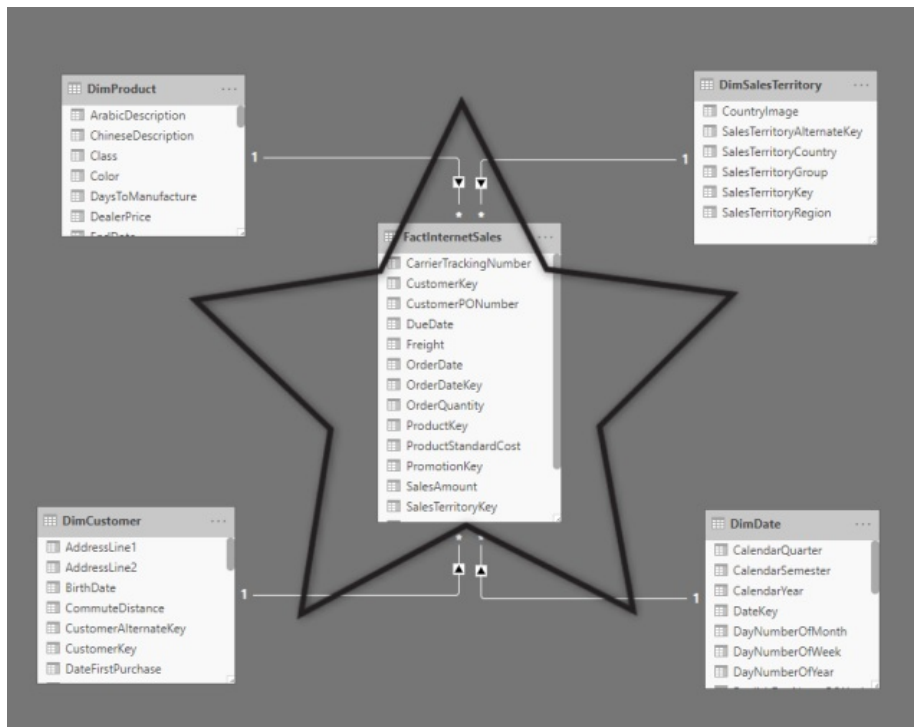 DimProduct
ArabicDescription
ChineseDescription
Class
Color
DaysToManufacture
DealerPrice
EndDate
1
DimSalesTerritory
CountryImage
SalesTerritoryAlternateKey
SalesTerritoryCountry
SalesTerritoryGroup
SalesTerritoryKey
SalesTerritoryRegion
1
* *
FactInternetSales
CarrierTrackingNumber
CustomerKey
CustomerPONumber
DueDate
Freight
OrderDate
OrderDateKey
OrderQuantity
ProductKey
ProductStandardCost
PromotionKey
SalesAmount
SalesTerritoryKey
* *
DimCustomer
AddressLine1
AddressLine2
BirthDate
CommuteDistance
CustomerAlternateKey
CustomerKey
DateFirstPurchase
1
DimDate
CalendarQuarter
CalendarSemester
CalendarYear
DateKey
DayNumberOfMonth
DayNumberOfWeek
DayNumberOfYear
1